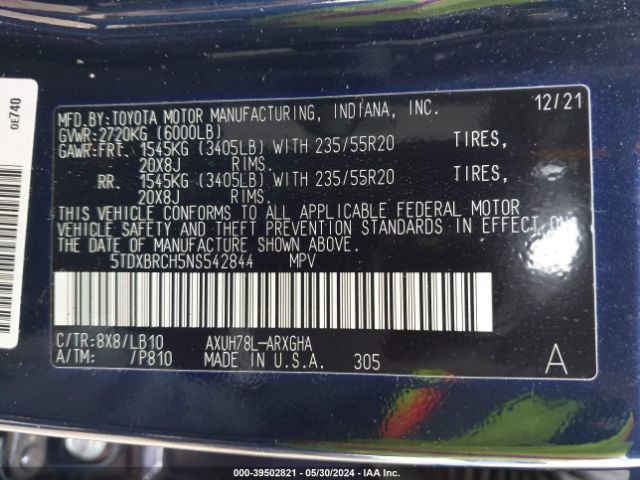 0E740
MFD.BY:TOYOTA MOTOR MANUFACTURING, INDIANA, INC. 12/21
GVWR:2720KG (6000LB)
GAWR:FRT. 1545KG (3405LB) WITH 235/55R20 TIRES,
20X8J RIMS.
RR. 1545KG (3405LB) WITH 235/55R20 TIRES,
20X8J RIMS.
THIS VEHICLE CONFORMS TO ALL APPLICABLE FEDERAL MOTOR
VEHICLE SAFETY AND THEFT PREVENTION STANDARDS IN EFFECT ON
THE DATE OF MANUFACTURE SHOWN ABOVE.
5TDXBRCH5NS542844 MPV
C/TR:8X8/LB10 AXUH78L-ARXGHA
A/TM: /P810 MADE IN U.S.A. 305 A
000-39502821 - 05/30/2024 - IAA Inc.